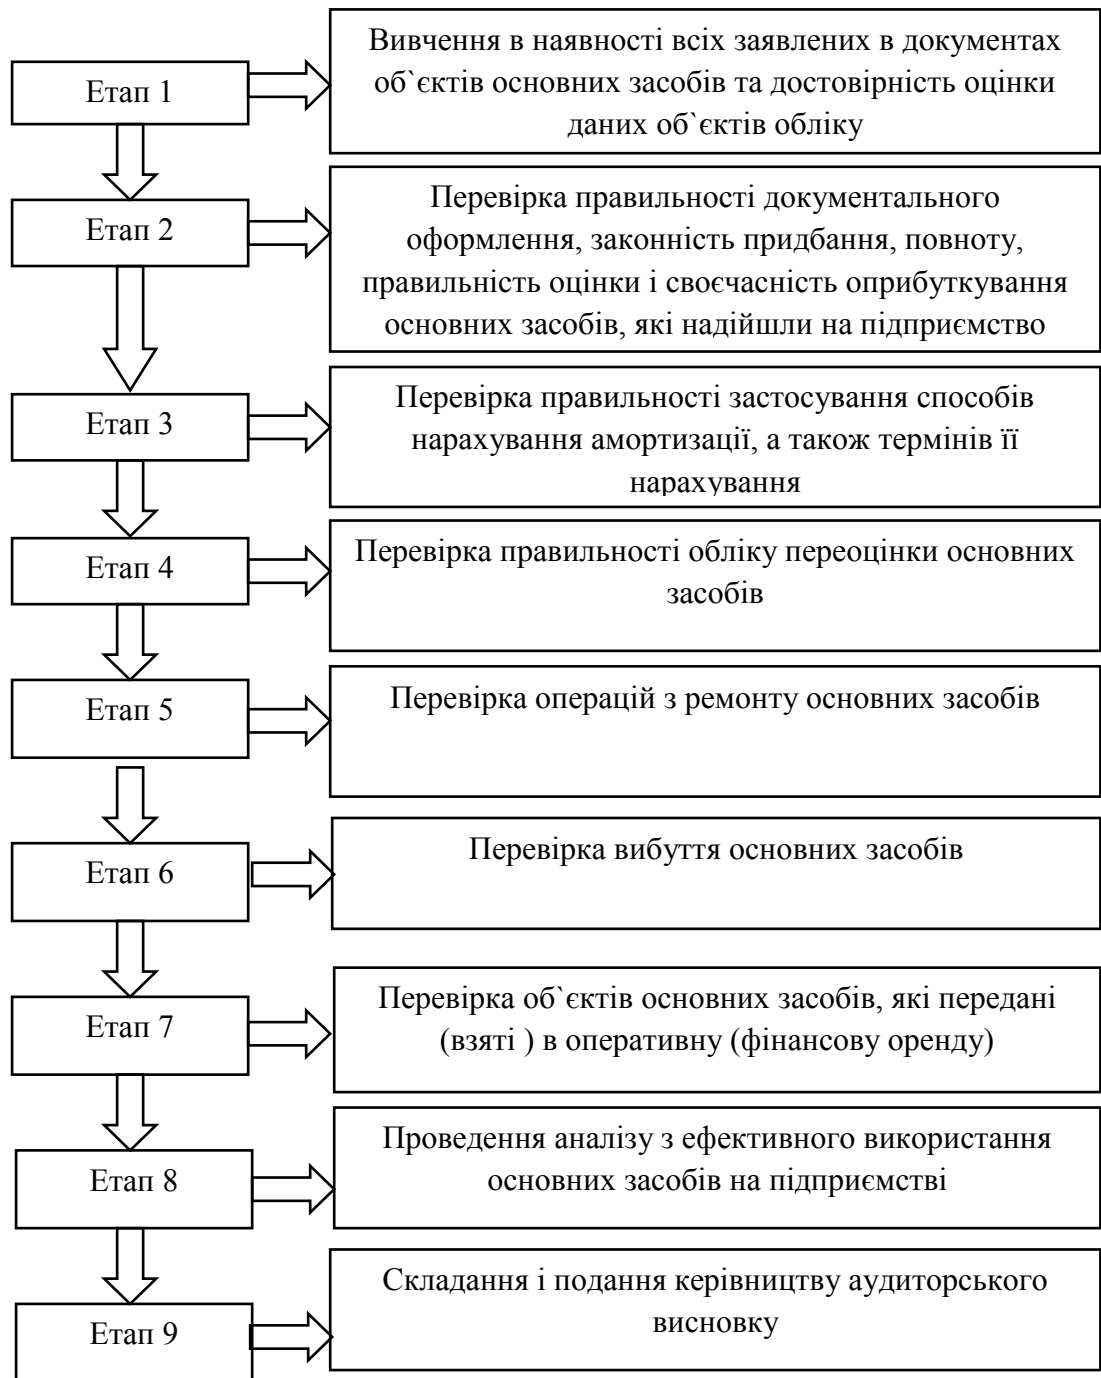 Етап 1
Вивчення в наявності всіх заявлених в документах
об`єктів основних засобів та достовірність оцінки
даних об`єктів обліку
Етап 2
Перевірка правильності документального
оформлення, законність придбання, повноту,
правильність оцінки і своєчасність оприбуткування
основних засобів, які надійшли на підприємство
Етап 3
Перевірка правильності застосування способів
нарахування амортизації, а також термінів її
нарахування
Етап 4
Перевірка правильності обліку переоцінки основних
засобів
Етап 5
Перевірка операцій з ремонту основних засобів
Етап 6
Перевірка вибуття основних засобів
Етап 7
Перевірка об`єктів основних засобів, які передані
(взяті ) в оперативну (фінансову оренду)
Етап 8
Проведення аналізу з ефективного використання
основних засобів на підприємстві
Етап 9
Складання і подання керівництву аудиторського
висновку